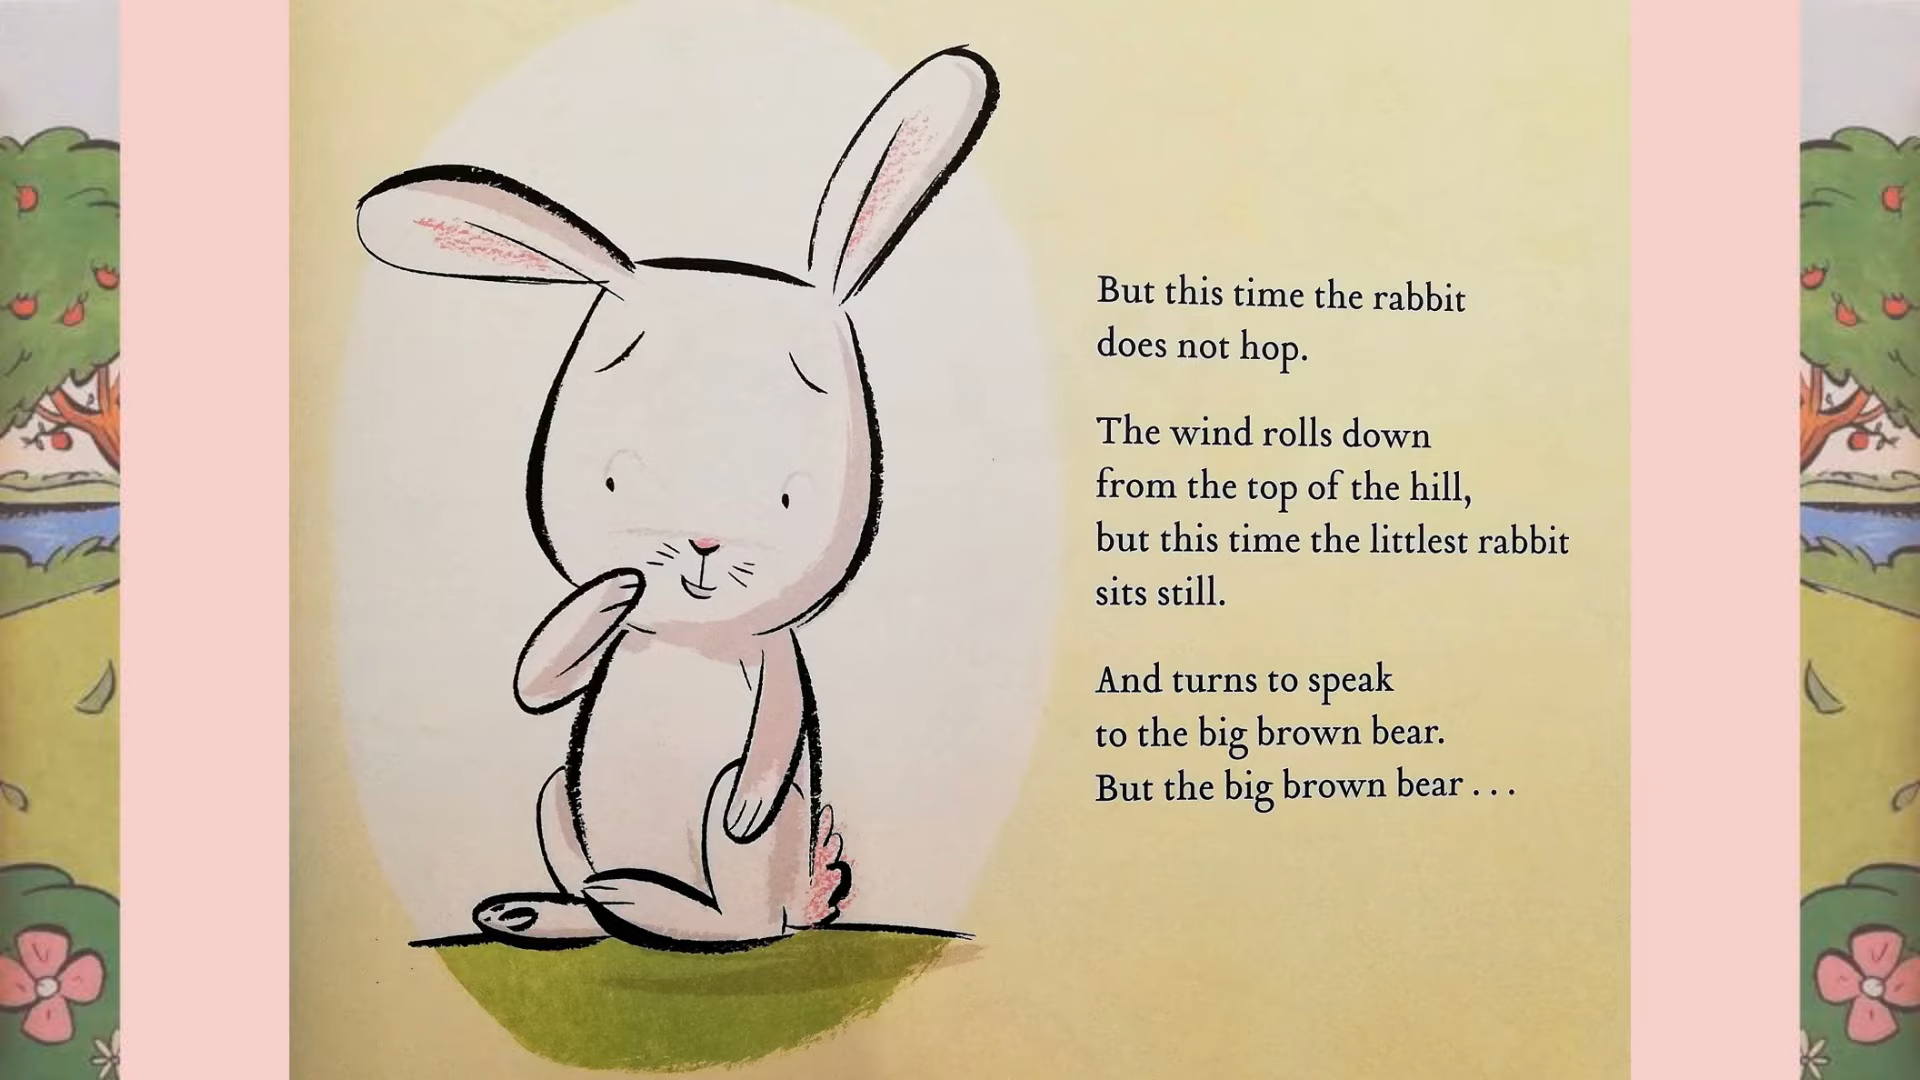 But this time the rabbit
does not hop.
The wind rolls down
from the top of the hill,
but this time the littlest rabbit
sits still.
And turns to speak
to the big brown bear.
But the big brown bear . . .